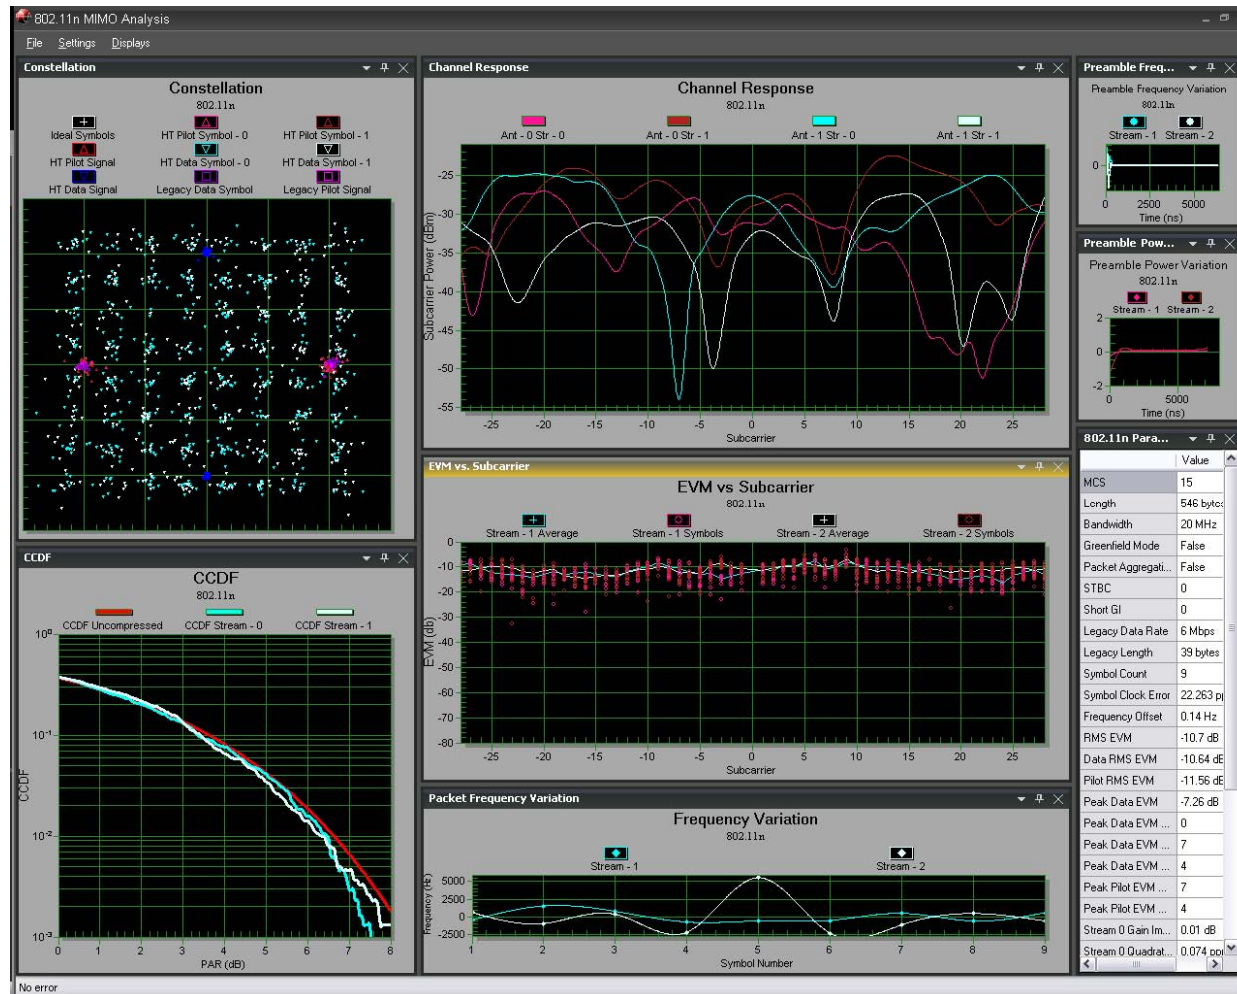 802.11n MIMO Analysis
File Settings Displays
Constellation
Constellation
802.11n
Ideal Symbols HT Pilot Symbol - 0 HT Pilot Symbol - 1
HT Pilot Signal HT Data Symbol - 0 HT Data Symbol - 1
HT Data Signal Legacy Data Symbol Legacy Pilot Signal
CCDF
CCDF
802.11n
CCDF Uncompressed CCDF Stream - 0 CCDF Stream - 1
10^0
10^-1
10^-2
10^-3
CCDF
0 1 2 3 4 5 6 7 8
PAR (dB)
Channel Response
Channel Response
802.11n
Ant - 0 Str - 0 Ant - 0 Str - 1 Ant - 1 Str - 0 Ant - 1 Str - 1
-25
-30
-35
-40
-45
-50
-55
Subcarrier Power (dBm)
-25 -20 -15 -10 -5 0 5 10 15 20 25
Subcarrier
EVM vs. Subcarrier
EVM vs Subcarrier
802.11n
Stream - 1 Average Stream - 1 Symbols Stream - 2 Average Stream - 2 Symbols
0
-10
-20
-30
-40
-50
-60
-70
-80
EVM (db)
-25 -20 -15 -10 -5 0 5 10 15 20 25
Subcarrier
Packet Frequency Variation
Frequency Variation
802.11n
Stream - 1 Stream - 2
5000
2500
0
-2500
Frequency (Hz)
1 2 3 4 5 6 7 8 9
Symbol Number
Preamble Freq...
Preamble Frequency Variation
802.11n
Stream - 1 Stream - 2
0
0 2500 5000
Time (ns)
Preamble Pow...
Preamble Power Variation
802.11n
Stream - 1 Stream - 2
2
0
-2
0 5000
Time (ns)
802.11n Para...
Value
MCS 15
Length 546 bytes
Bandwidth 20 MHz
Greenfield Mode False
Packet Aggregati... False
STBC 0
Short GI 0
Legacy Data Rate 6 Mbps
Legacy Length 39 bytes
Symbol Count 9
Symbol Clock Error 22.263 pp
Frequency Offset 0.14 Hz
RMS EVM -10.7 dB
Data RMS EVM -10.64 dB
Pilot RMS EVM -11.56 dB
Peak Data EVM -7.26 dB
Peak Data EVM ... 0
Peak Data EVM ... 7
Peak Data EVM ... 4
Peak Pilot EVM ... 7
Peak Pilot EVM ... 4
Stream 0 Gain Im... 0.01 dB
Stream 0 Quadrat... 0.074 pp
No error